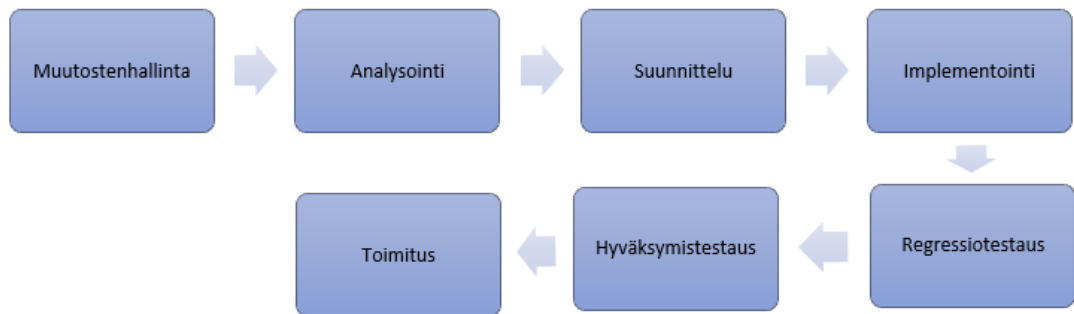 Muutostenhallinta
Analysointi
Suunnittelu
Implementointi
Regressiotestaus
Hyväksymistestaus
Toimitus